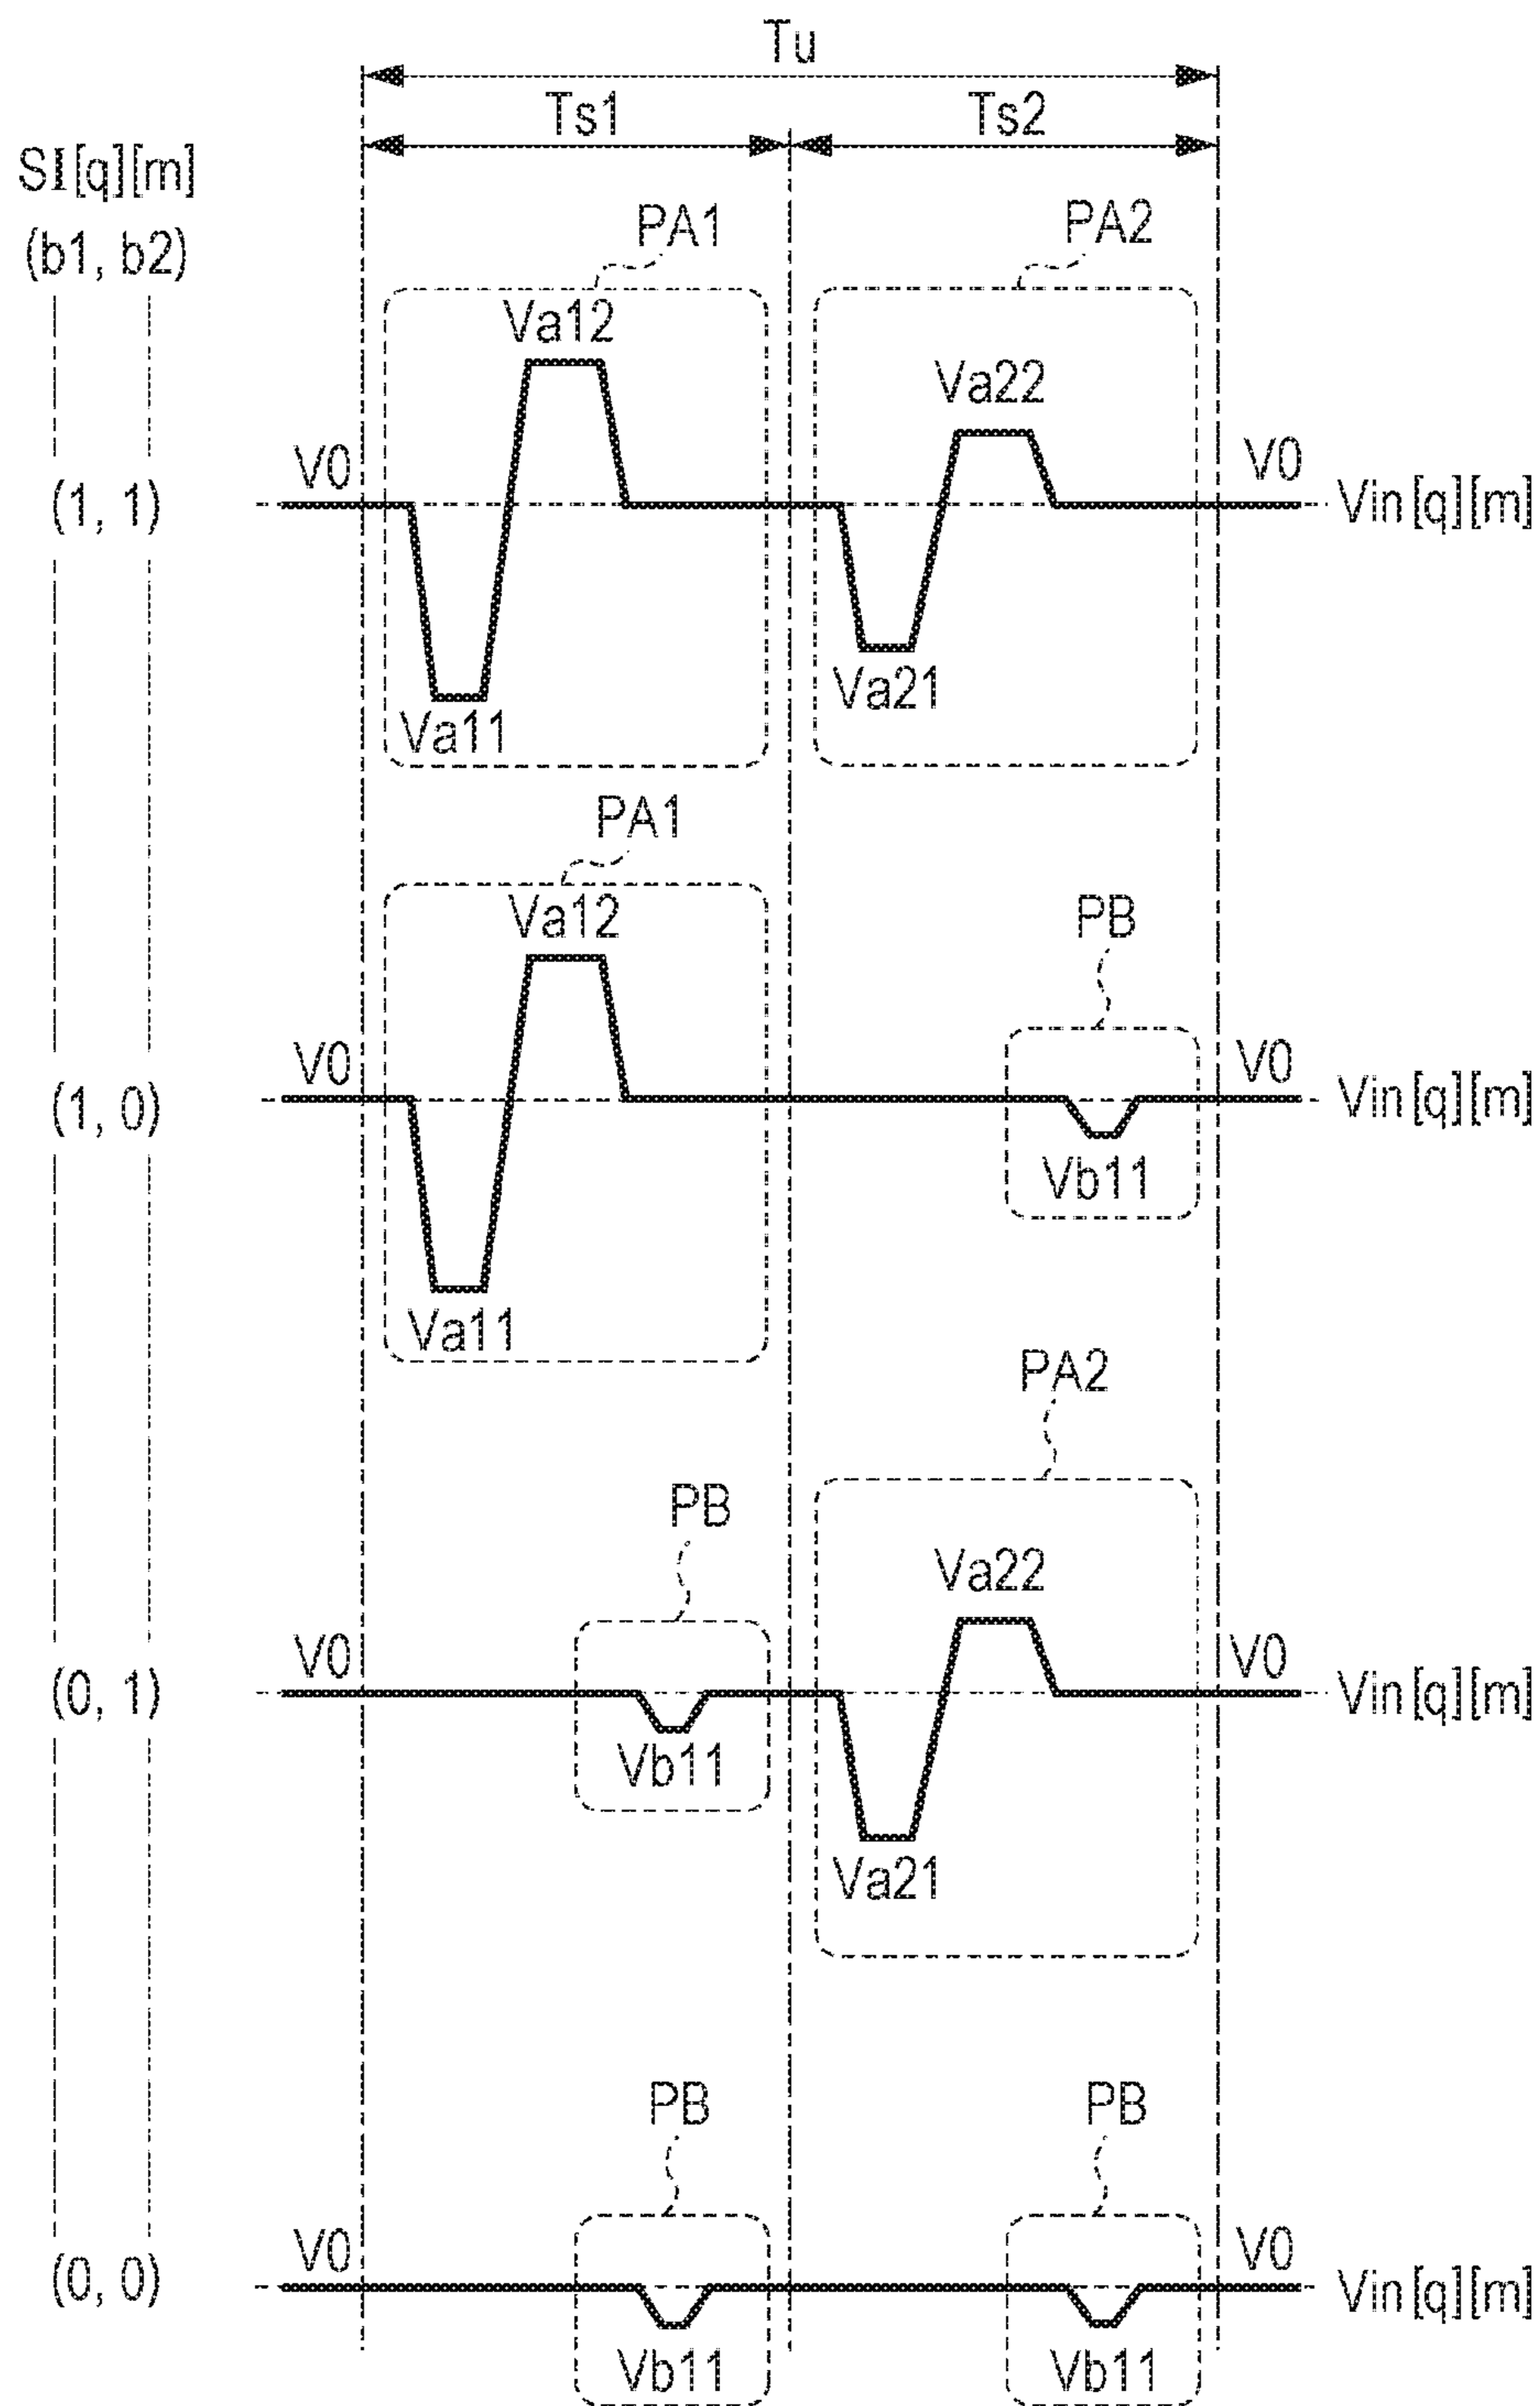 Tu
Ts1 Ts2
SI[q][m]
(b1, b2)
PA1 PA2
Va12
Va22
V0 V0
(1, 1) Vin[q][m]
Va21
Va11
PA1
Va12 PB
V0 V0
(1, 0) Vin[q][m]
Vb11
Va11
PA2
PB
Va22
V0 V0
(0, 1) Vin[q][m]
Vb11
Va21
PB PB
V0 V0
(0, 0) Vin[q][m]
Vb11 Vb11